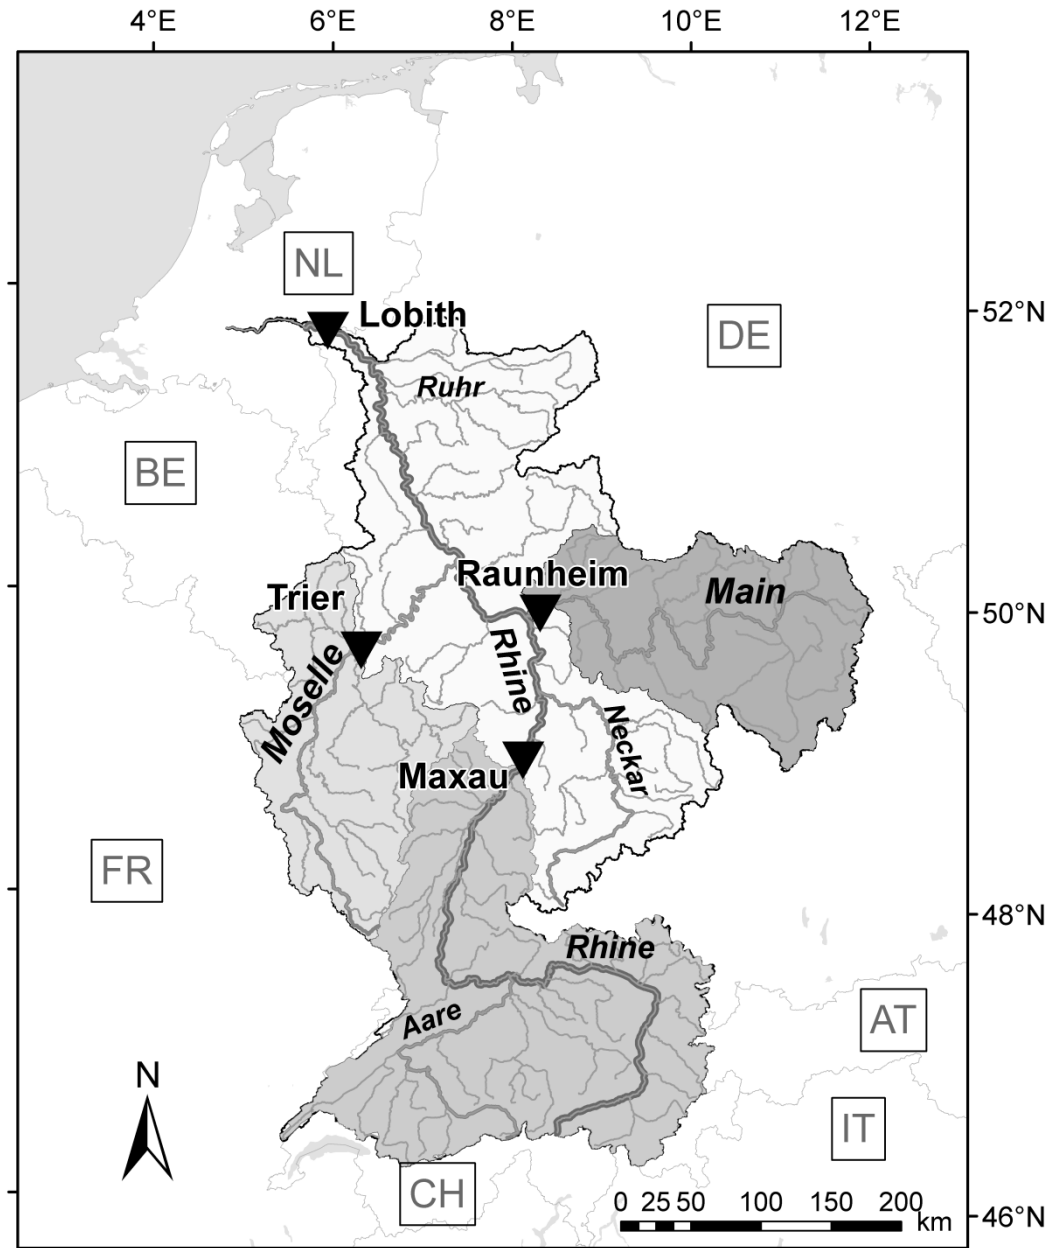 4°E 6°E 8°E 10°E 12°E
NL
Lobith
52°N
DE
Ruhr
BE
Raunheim
Main
Trier
50°N
Rhine
Moselle
Neckar
Maxau
FR
48°N
Rhine
Aare
AT
N
IT
CH
0 25 50 100 150 200
km
46°N